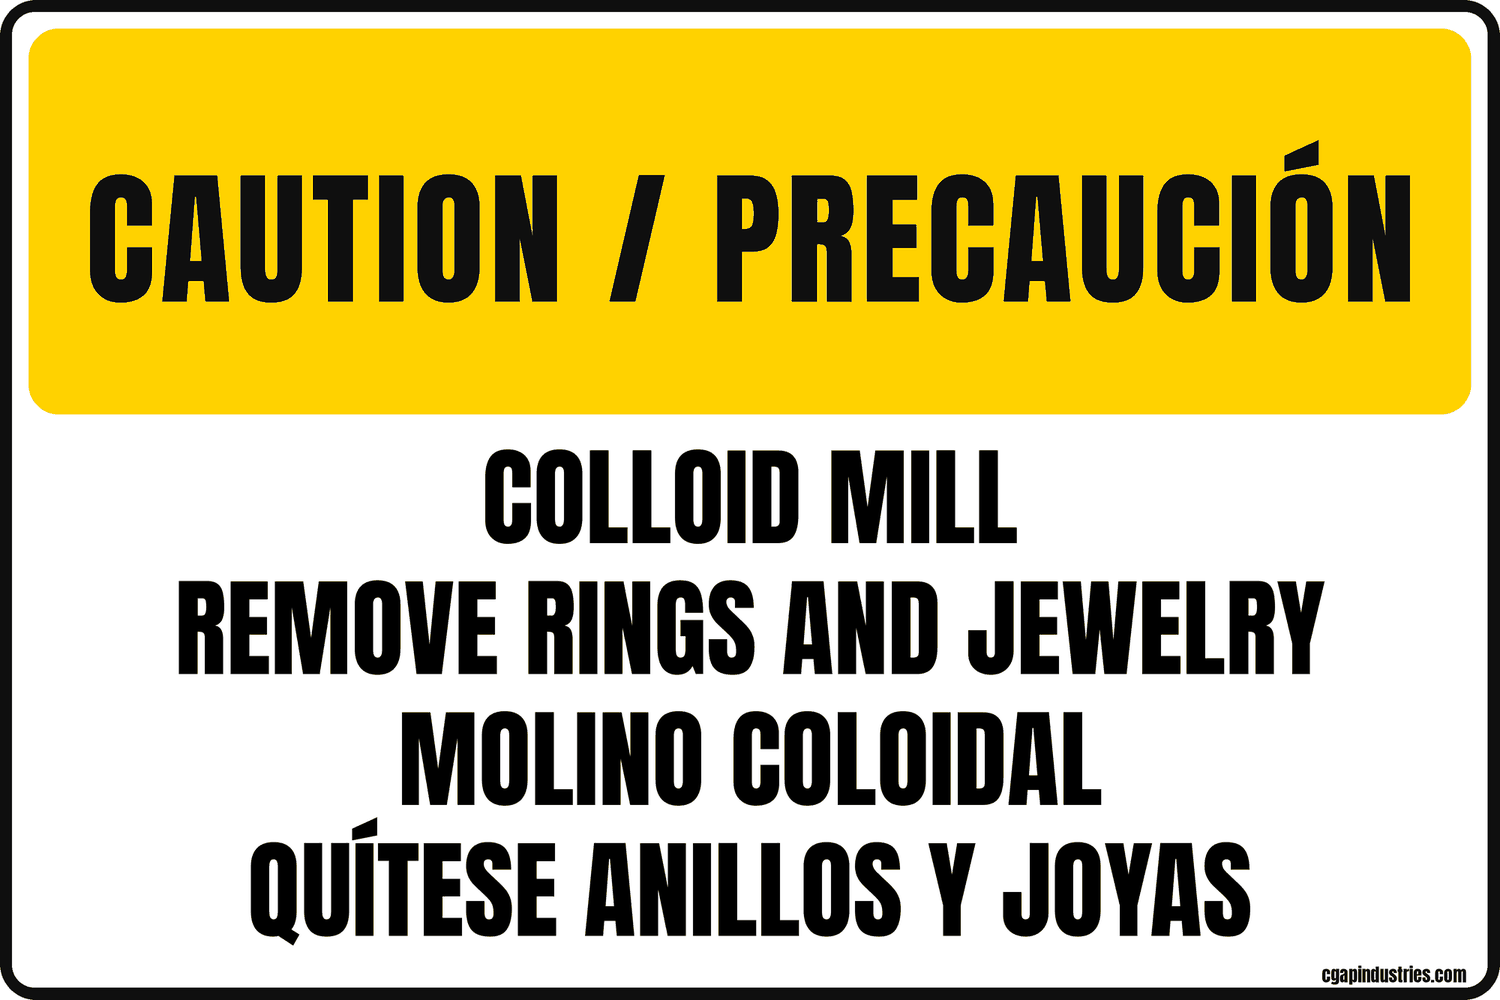 CAUTION / PRECAUCIÓN
COLLOID MILL
REMOVE RINGS AND JEWELRY
MOLINO COLOIDAL
QUÍTESE ANILLOS Y JOYAS
cgapindustries.com